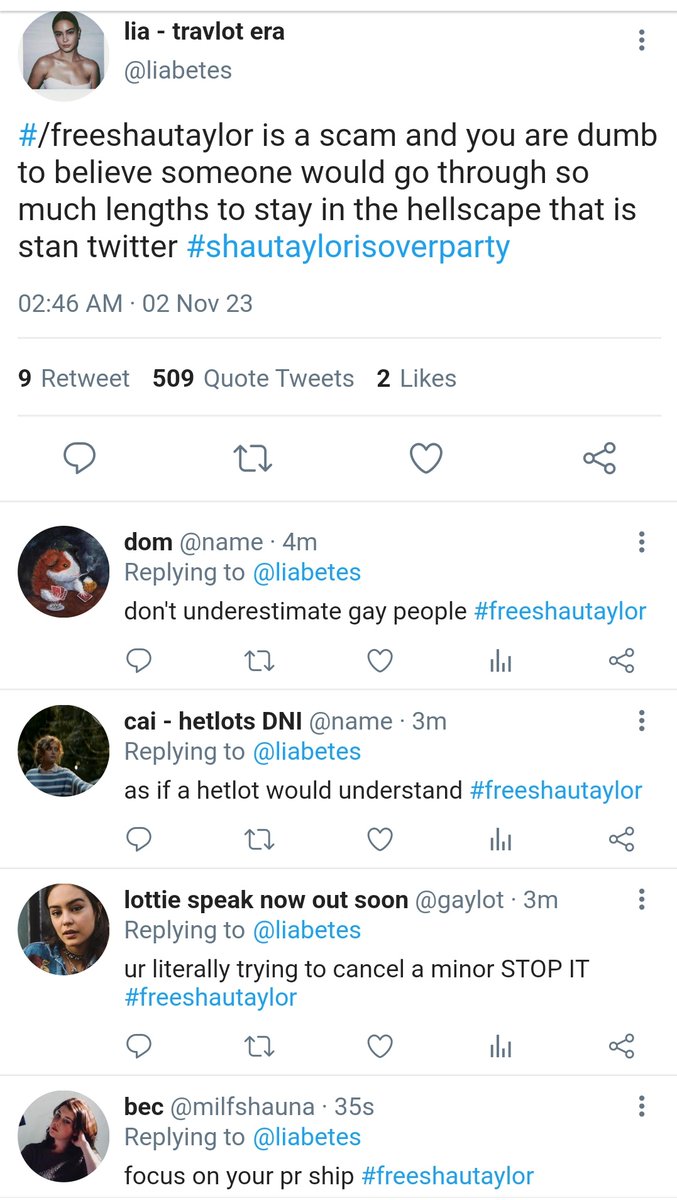 lia - travlot era
@liabetes
#/freeshautaylor is a scam and you are dumb
to believe someone would go through so
much lengths to stay in the hellscape that is
stan twitter #shautaylorisoverparty
02:46 AM · 02 Nov 23
9 Retweet 509 Quote Tweets 2 Likes
dom @name · 4m
Replying to @liabetes
don't underestimate gay people #freeshautaylor
cai - hetlots DNI @name · 3m
Replying to @liabetes
as if a hetlot would understand #freeshautaylor
lottie speak now out soon @gaylot · 3m
Replying to @liabetes
ur literally trying to cancel a minor STOP IT
#freeshautaylor
bec @milfshauna · 35s
Replying to @liabetes
focus on your pr ship #freeshautaylor